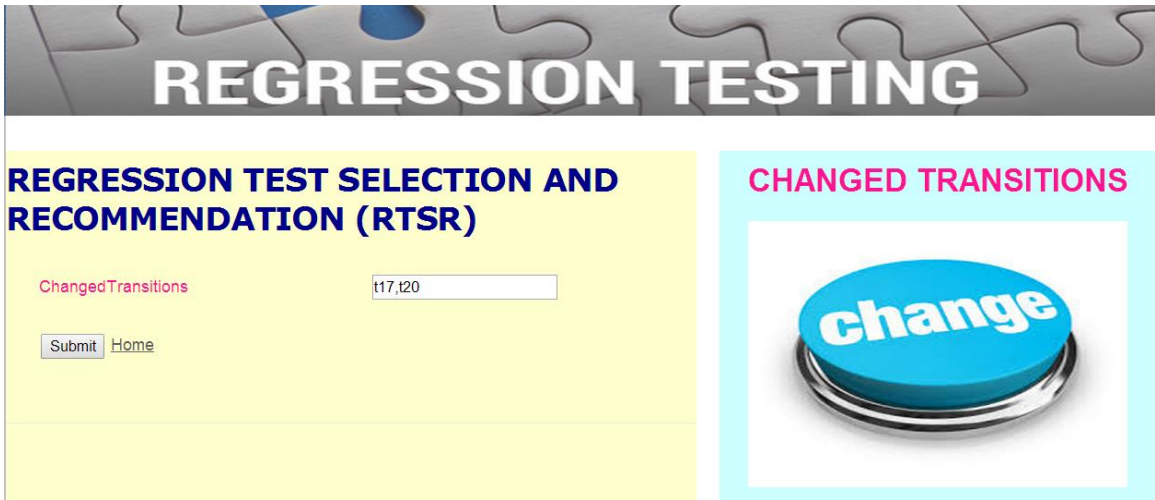 REGRESSION TESTING
REGRESSION TEST SELECTION AND
RECOMMENDATION (RTSR)
ChangedTransitions t17,t20
Submit Home
CHANGED TRANSITIONS
change